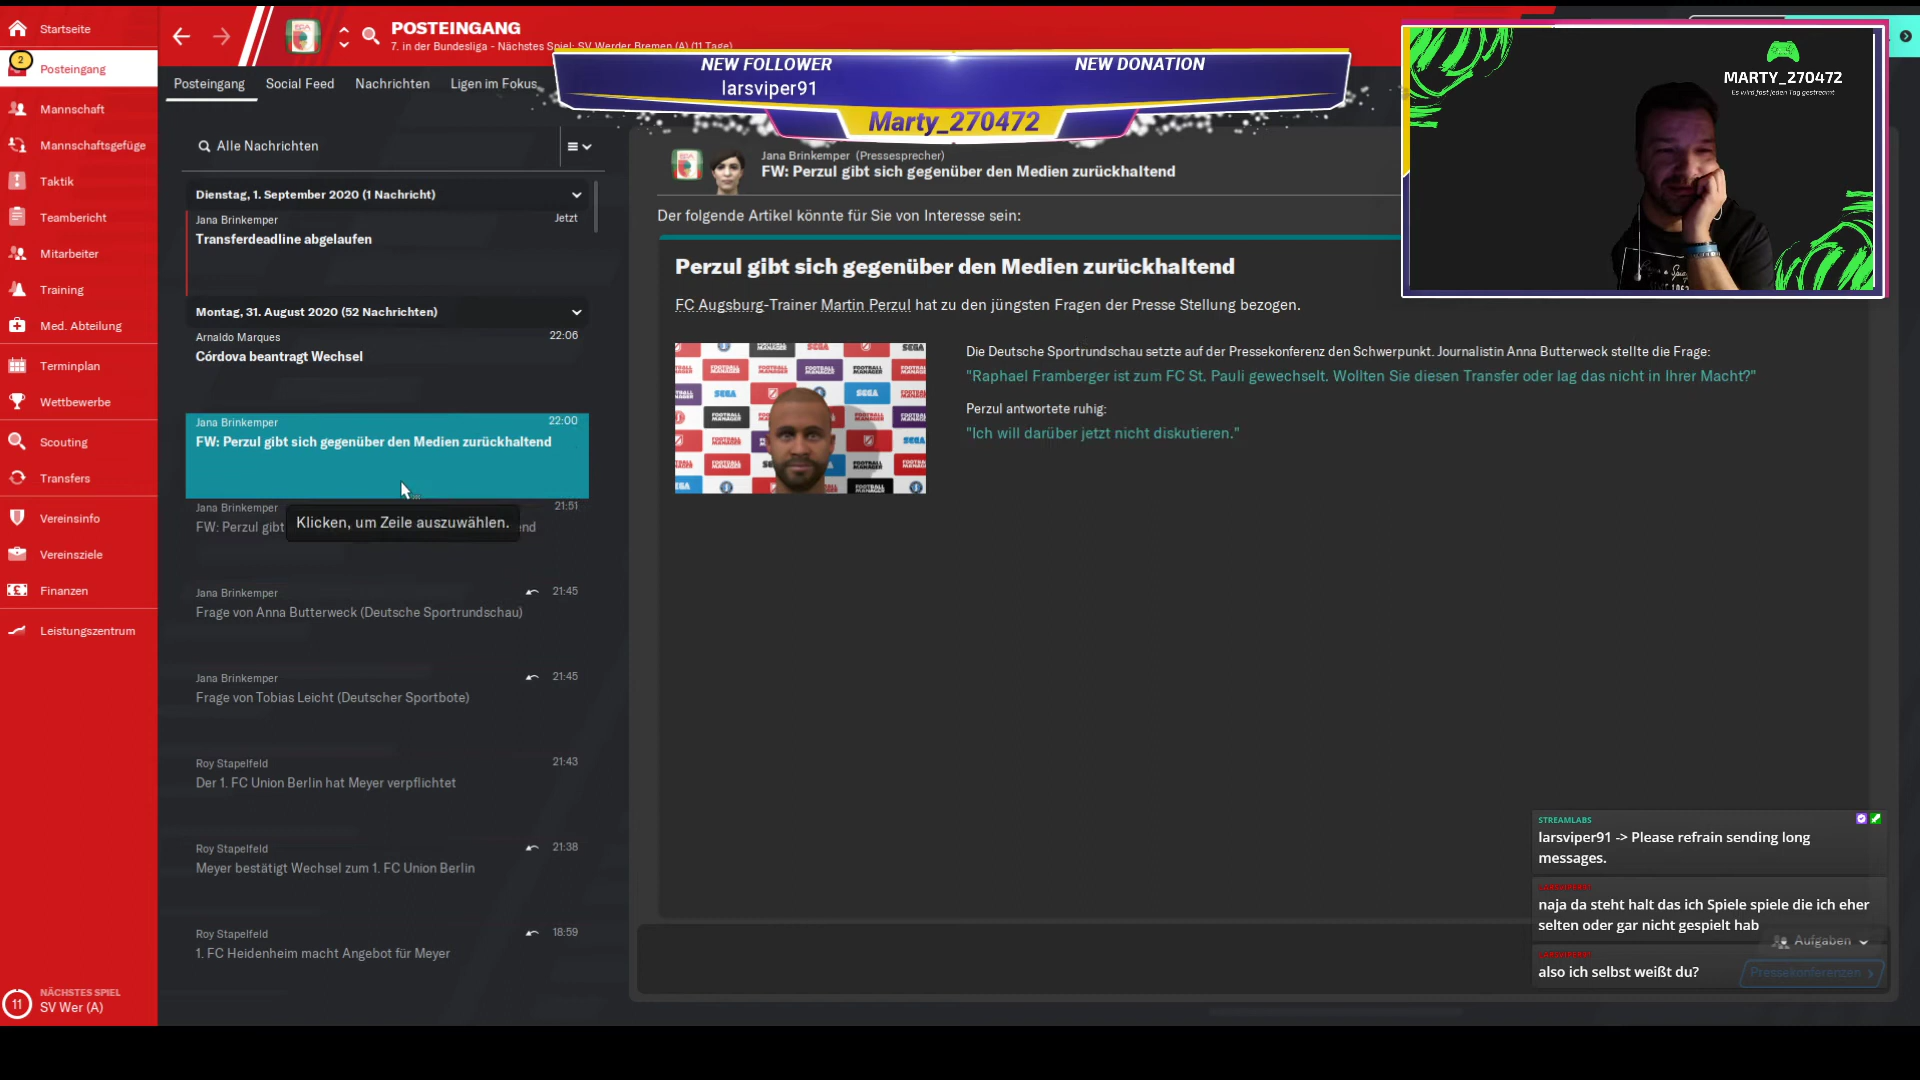 Startseite
2
Posteingang
Mannschaft
Mannschaftsgefüge
Taktik
Teambericht
Mitarbeiter
Training
Med. Abteilung
Terminplan
Wettbewerbe
Scouting
Transfers
Vereinsinfo
Vereinsziele
Finanzen
Leistungszentrum
11
NÄCHSTES SPIEL
SV Wer (A)
POSTEINGANG
7. in der Bundesliga - Nächstes Spiel: SV Werder Bremen (A) (11 Tage)
Posteingang
Social Feed
Nachrichten
Ligen im Fokus
NEW FOLLOWER
larsviper91
NEW DONATION
Marty_270472
MARTY_270472
Es wird fast jeden Tag gestreamt
Alle Nachrichten
Dienstag, 1. September 2020 (1 Nachricht)
Jana Brinkemper
Jetzt
Transferdeadline abgelaufen
Montag, 31. August 2020 (52 Nachrichten)
Arnaldo Marques
22:06
Córdova beantragt Wechsel
Jana Brinkemper
22:00
FW: Perzul gibt sich gegenüber den Medien zurückhaltend
Jana Brinkemper
21:51
FW: Perzul gibt
end
Klicken, um Zeile auszuwählen.
Jana Brinkemper
21:45
Frage von Anna Butterweck (Deutsche Sportrundschau)
Jana Brinkemper
21:45
Frage von Tobias Leicht (Deutscher Sportbote)
Roy Stapelfeld
21:43
Der 1. FC Union Berlin hat Meyer verpflichtet
Roy Stapelfeld
21:38
Meyer bestätigt Wechsel zum 1. FC Union Berlin
Roy Stapelfeld
18:59
1. FC Heidenheim macht Angebot für Meyer
Jana Brinkemper (Pressesprecher)
FW: Perzul gibt sich gegenüber den Medien zurückhaltend
Der folgende Artikel könnte für Sie von Interesse sein:
Perzul gibt sich gegenüber den Medien zurückhaltend
FC Augsburg-Trainer Martin Perzul hat zu den jüngsten Fragen der Presse Stellung bezogen.
Die Deutsche Sportrundschau setzte auf der Pressekonferenz den Schwerpunkt. Journalistin Anna Butterweck stellte die Frage:
"Raphael Framberger ist zum FC St. Pauli gewechselt. Wollten Sie diesen Transfer oder lag das nicht in Ihrer Macht?"
Perzul antwortete ruhig:
"Ich will darüber jetzt nicht diskutieren."
SEGA
FOOTBALL MANAGER
STREAMLABS
larsviper91 -> Please refrain sending long
messages.
naja da steht halt das ich Spiele spiele die ich eher
selten oder gar nicht gespielt hab
Aufgaben
also ich selbst weißt du?
Pressekonferenzen